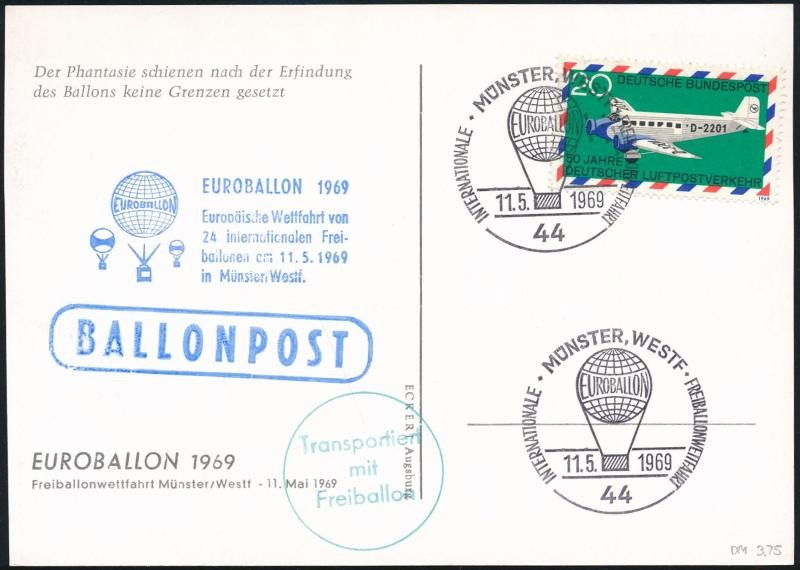 Der Phantasie schienen nach der Erfindung
des Ballons keine Grenzen gesetzt
EUROBALLON
EUROBALLON 1969
Europäische Wettfahrt von
24 internationalen Frei-
ballonen am 11.5.1969
in Münster/Westf.
BALLONPOST
EUROBALLON 1969
Freiballonwettfahrt Münster/Westf - 11. Mai 1969
Transportiert
mit
Freiballon
ECKER, Augsburg
20
DEUTSCHE BUNDESPOST
D-2201
50 JAHRE
DEUTSCHER LUFTPOSTVERKEHR
1969
INTERNATIONALE • MÜNSTER, WESTF • FREIBALLONWETTFAHRT
EUROBALLON
11.5. 1969
44
INTERNATIONALE • MÜNSTER, WESTF • FREIBALLONWETTFAHRT
EUROBALLON
11.5. 1969
44
DM 3,75